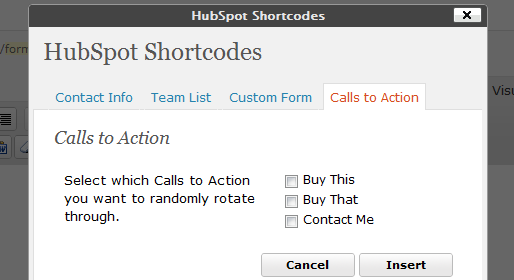 HubSpot Shortcodes
HubSpot Shortcodes
/form
Visu
Contact Info Team List Custom Form Calls to Action
Calls to Action
Select which Calls to Action
you want to randomly rotate
through.
Buy This
Buy That
Contact Me
Cancel Insert